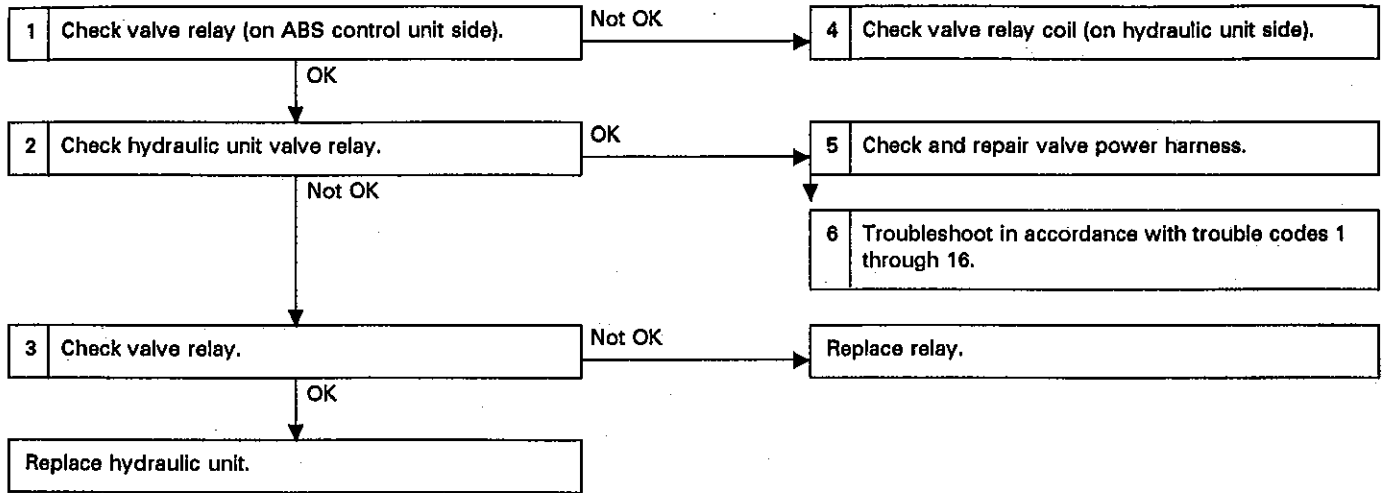 1 Check valve relay (on ABS control unit side).
Not OK
4 Check valve relay coil (on hydraulic unit side).
OK
2 Check hydraulic unit valve relay.
OK
5 Check and repair valve power harness.
Not OK
6 Troubleshoot in accordance with trouble codes 1
through 16.
3 Check valve relay.
Not OK
Replace relay.
OK
Replace hydraulic unit.